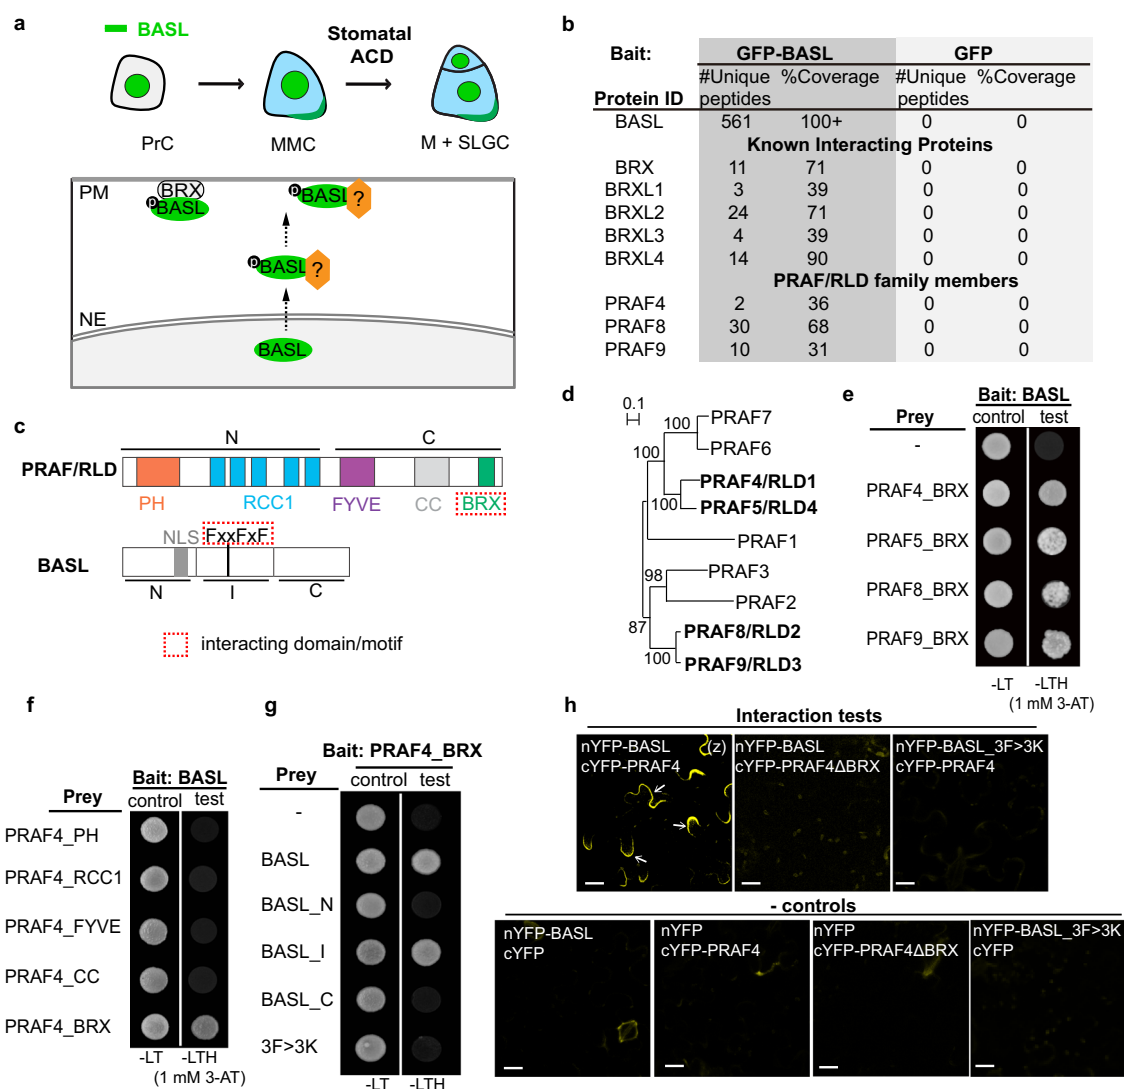 a
BASL
Stomatal
ACD
PrC
MMC
M + SLGC
PM
BRX
p
BASL
p
BASL
?
p
BASL
?
NE
BASL
b
Bait:
GFP-BASL
GFP
Protein ID
#Unique peptides
%Coverage
#Unique peptides
%Coverage
BASL 561 100+ 0 0
Known Interacting Proteins
BRX 11 71 0 0
BRXL1 3 39 0 0
BRXL2 24 71 0 0
BRXL3 4 39 0 0
BRXL4 14 90 0 0
PRAF/RLD family members
PRAF4 2 36 0 0
PRAF8 30 68 0 0
PRAF9 10 31 0 0
c
N
C
PRAF/RLD
PH
RCC1
FYVE
CC
BRX
NLS
FxxFxF
BASL
N
I
C
interacting domain/motif
d
0.1
100
100
100
98
87
100
PRAF7
PRAF6
PRAF4/RLD1
PRAF5/RLD4
PRAF1
PRAF3
PRAF2
PRAF8/RLD2
PRAF9/RLD3
e
Bait: BASL
Prey
control
test
-
PRAF4_BRX
PRAF5_BRX
PRAF8_BRX
PRAF9_BRX
-LT
-LTH
(1 mM 3-AT)
f
Bait: BASL
Prey
control
test
PRAF4_PH
PRAF4_RCC1
PRAF4_FYVE
PRAF4_CC
PRAF4_BRX
-LT
-LTH
(1 mM 3-AT)
g
Bait: PRAF4_BRX
Prey
control
test
-
BASL
BASL_N
BASL_I
BASL_C
3F>3K
-LT
-LTH
h
Interaction tests
nYFP-BASL
(z)
cYFP-PRAF4
nYFP-BASL
cYFP-PRAF4ΔBRX
nYFP-BASL_3F>3K
cYFP-PRAF4
- controls
nYFP-BASL
cYFP
nYFP
cYFP-PRAF4
nYFP
cYFP-PRAF4ΔBRX
nYFP-BASL_3F>3K
cYFP